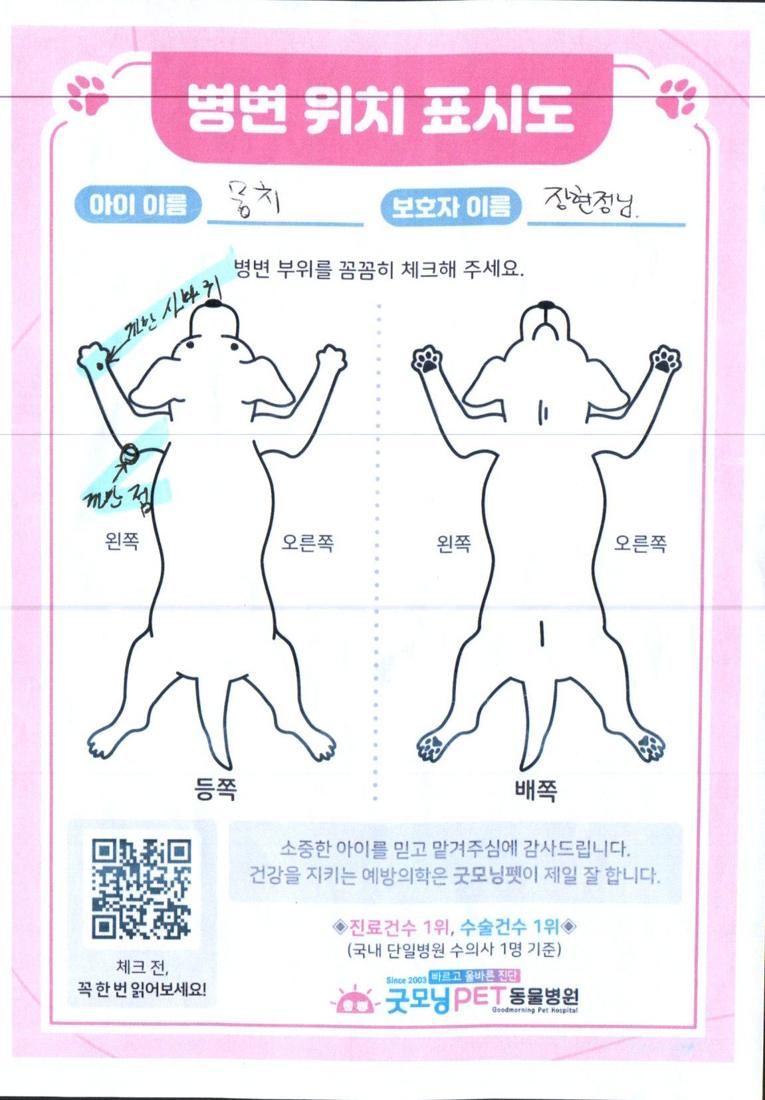 병변 위치 표시도
아이 이름 뭉치 보호자 이름 장현정님.
병변 부위를 꼼꼼히 체크해 주세요.
까만 사마귀
까만 점
왼쪽 오른쪽 왼쪽 오른쪽
등쪽 배쪽
소중한 아이를 믿고 맡겨주심에 감사드립니다.
건강을 지키는 예방의학은 굿모닝펫이 제일 잘 합니다.
체크 전,
꼭 한 번 읽어보세요!
◈진료건수 1위, 수술건수 1위◈
(국내 단일병원 수의사 1명 기준)
Since 2003 바르고 올바른 진단
굿모닝PET동물병원
Goodmorning Pet Hospital